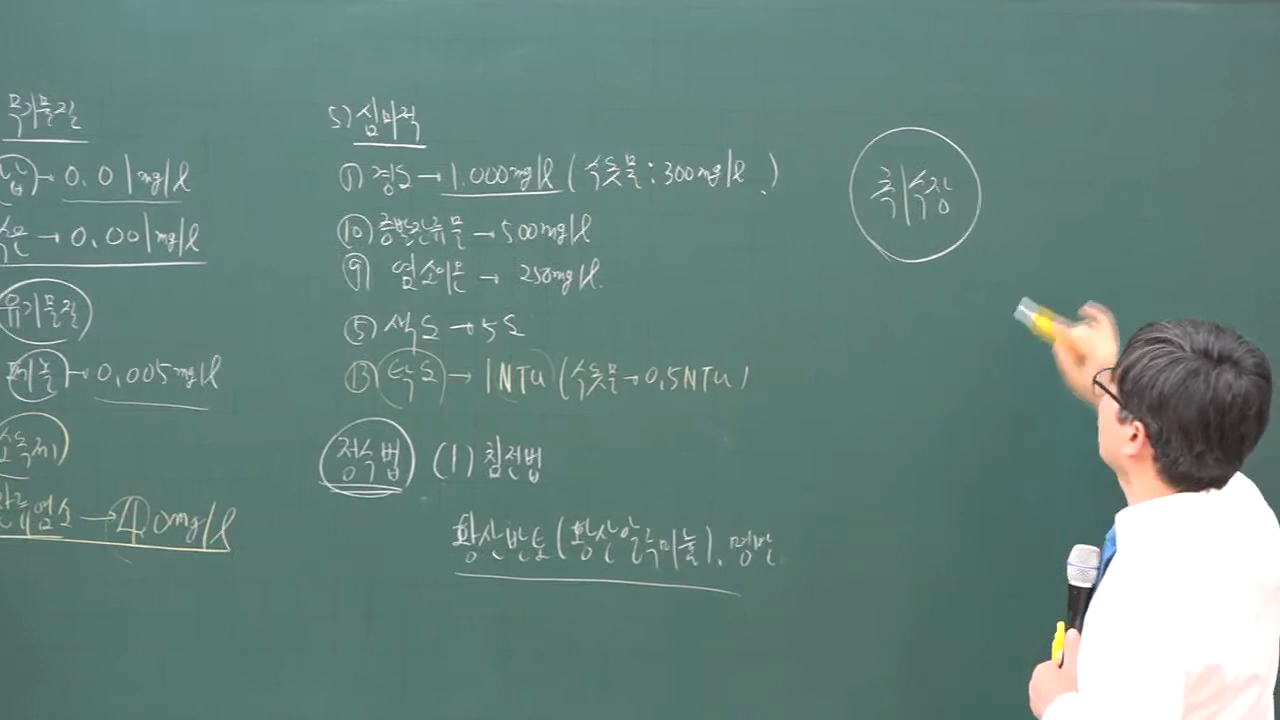 무기물질
납 → 0.01mg/l
수은 → 0.001mg/l
유기물질
페놀 → 0.005mg/l
소독제
잔류염소 → 4.0mg/l
5) 심미적
① 경도 → 1.000mg/l (수돗물 : 300mg/l )
⑩ 증발잔류물 → 500mg/l
⑨ 염소이온 → 250mg/l.
⑤ 색도 → 5도
⑬ 탁도 → 1NTu (수돗물 → 0.5NTu)
정수법 (1) 침전법
황산반토(황산알루미늄), 명반
취수장